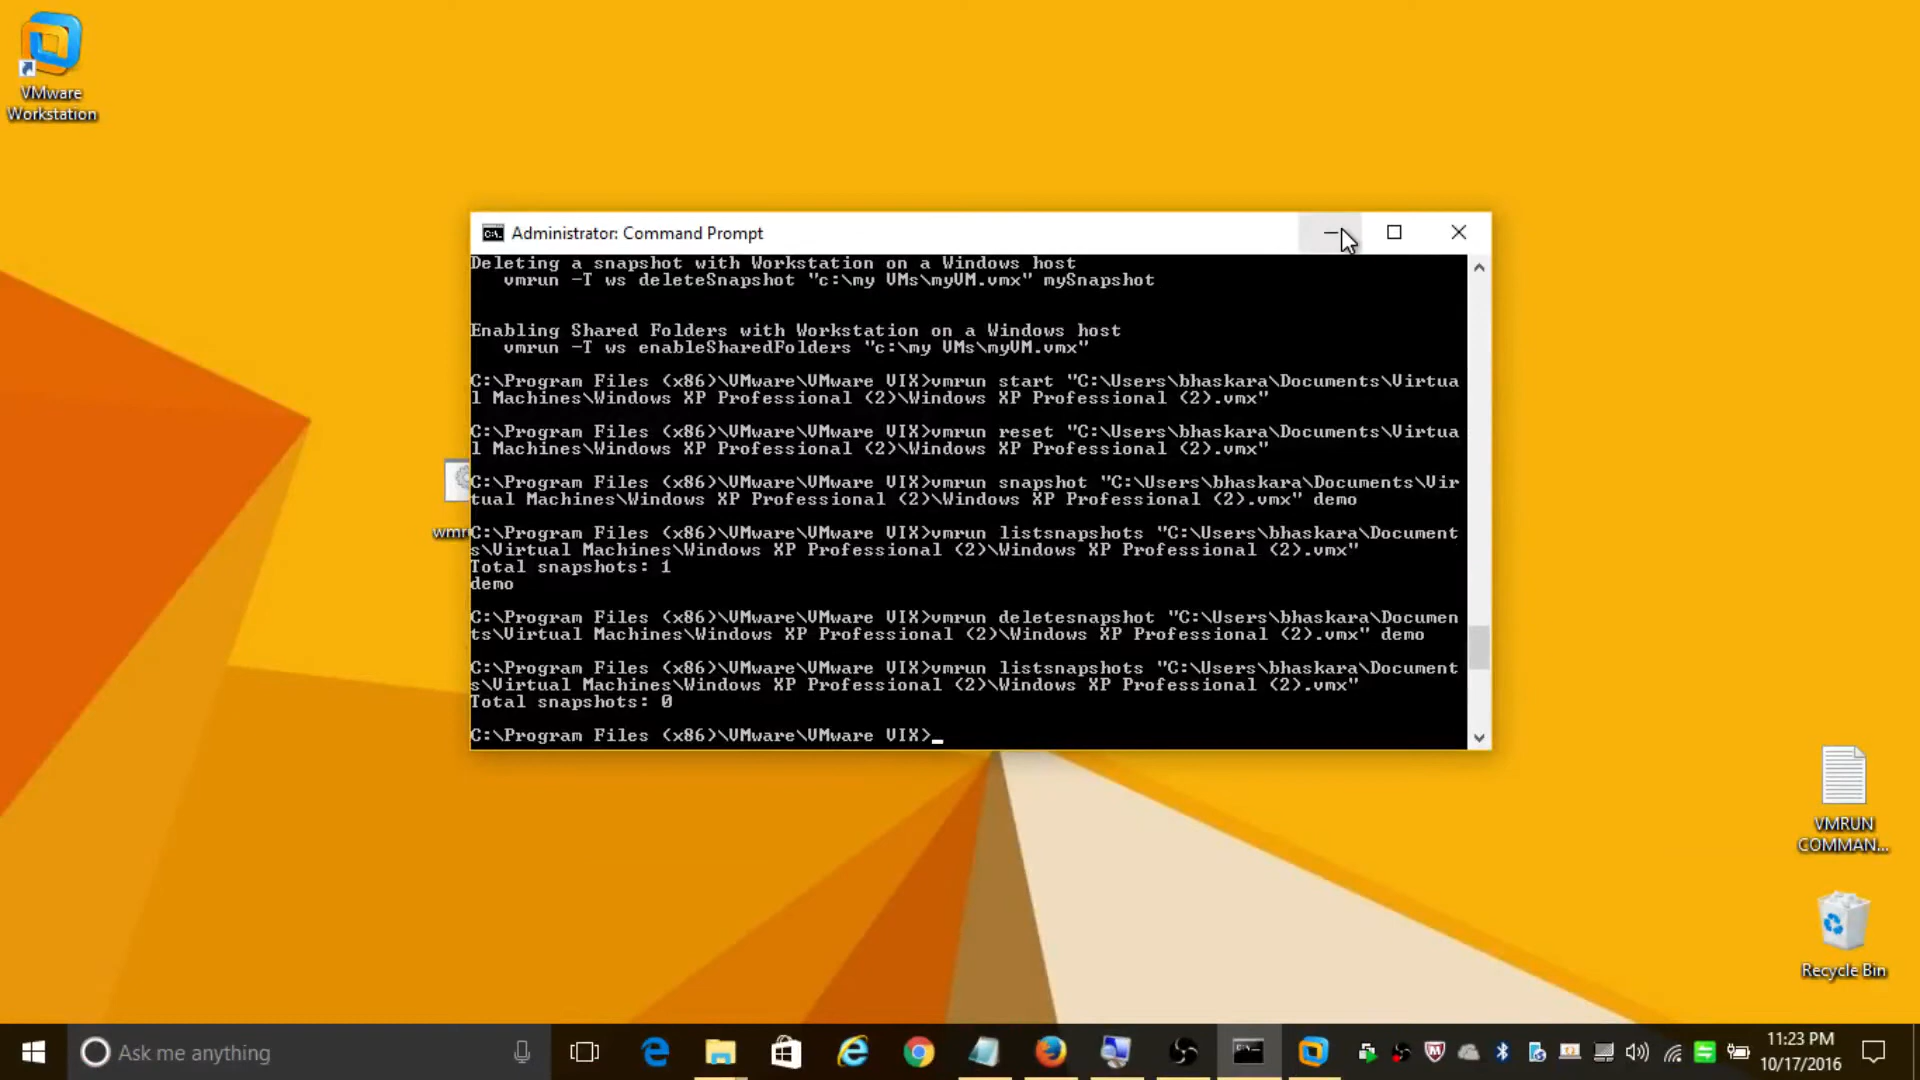 VMware
Workstation
Administrator: Command Prompt
Deleting a snapshot with Workstation on a Windows host
vmrun -T ws deleteSnapshot "c:\my VMs\myVM.vmx" mySnapshot
Enabling Shared Folders with Workstation on a Windows host
vmrun -T ws enableSharedFolders "c:\my VMs\myVM.vmx"
C:\Program Files (x86)\VMware\VMware VIX>vmrun start "C:\Users\bhaskara\Documents\Virtua
l Machines\Windows XP Professional (2)\Windows XP Professional (2).vmx"
C:\Program Files (x86)\VMware\VMware VIX>vmrun reset "C:\Users\bhaskara\Documents\Virtua
l Machines\Windows XP Professional (2)\Windows XP Professional (2).vmx"
C:\Program Files (x86)\VMware\VMware VIX>vmrun snapshot "C:\Users\bhaskara\Documents\Vir
tual Machines\Windows XP Professional (2)\Windows XP Professional (2).vmx" demo
C:\Program Files (x86)\VMware\VMware VIX>vmrun listsnapshots "C:\Users\bhaskara\Document
s\Virtual Machines\Windows XP Professional (2)\Windows XP Professional (2).vmx"
Total snapshots: 1
demo
C:\Program Files (x86)\VMware\VMware VIX>vmrun deletesnapshot "C:\Users\bhaskara\Documen
ts\Virtual Machines\Windows XP Professional (2)\Windows XP Professional (2).vmx" demo
C:\Program Files (x86)\VMware\VMware VIX>vmrun listsnapshots "C:\Users\bhaskara\Document
s\Virtual Machines\Windows XP Professional (2)\Windows XP Professional (2).vmx"
Total snapshots: 0
C:\Program Files (x86)\VMware\VMware VIX>_
VMRUN
COMMAN...
Recycle Bin
Ask me anything
11:23 PM
10/17/2016